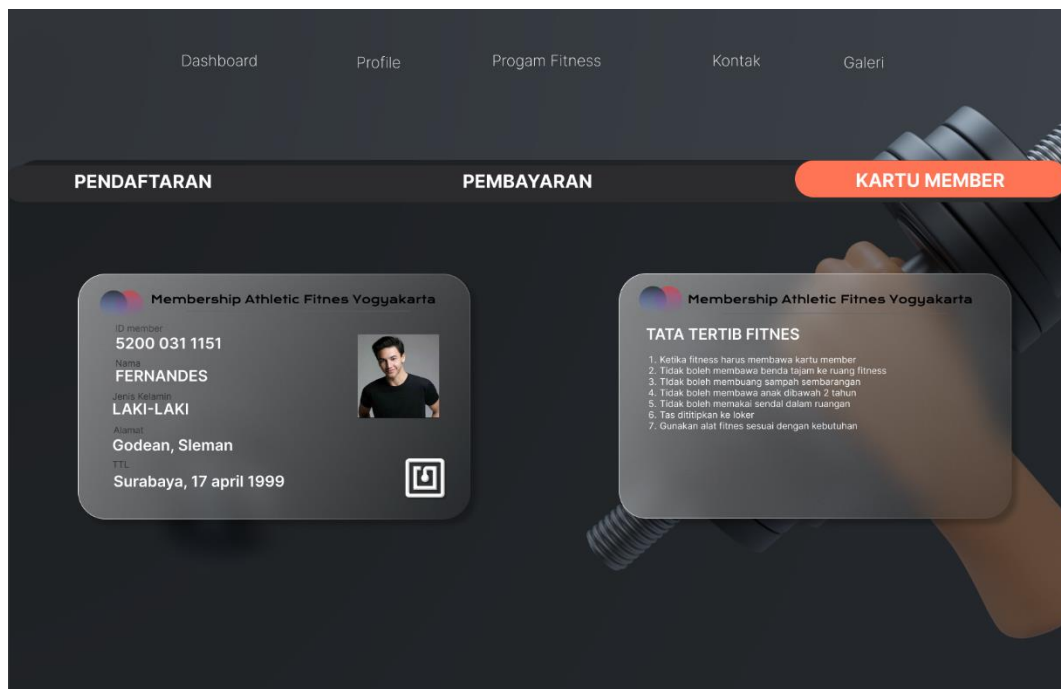 Dashboard
Profile
Progam Fitness
Kontak
Galeri
PENDAFTARAN
PEMBAYARAN
KARTU MEMBER
Membership Athletic Fitnes Yogyakarta
ID member
5200 031 1151
Nama
FERNANDES
Jenis Kelamin
LAKI-LAKI
Alamat
Godean, Sleman
TTL
Surabaya, 17 april 1999
Membership Athletic Fitnes Yogyakarta
TATA TERTIB FITNES
1. Ketika fitness harus membawa kartu member
2. Tidak boleh membawa benda tajam ke ruang fitness
3. Tidak boleh membuang sampah sembarangan
4. Tidak boleh membawa anak dibawah 2 tahun
5. Tidak boleh memakai sendal dalam ruangan
6. Tas dititipkan ke loker
7. Gunakan alat fitnes sesuai dengan kebutuhan